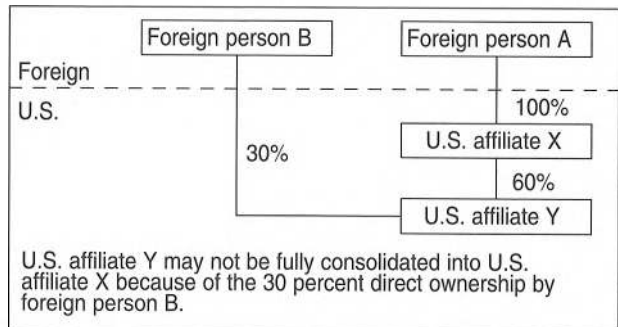 Foreign person B
Foreign person A
Foreign
U.S.
100%
U.S. affiliate X
30%
60%
U.S. affiliate Y
U.S. affiliate Y may not be fully consolidated into U.S.
affiliate X because of the 30 percent direct ownership by
foreign person B.